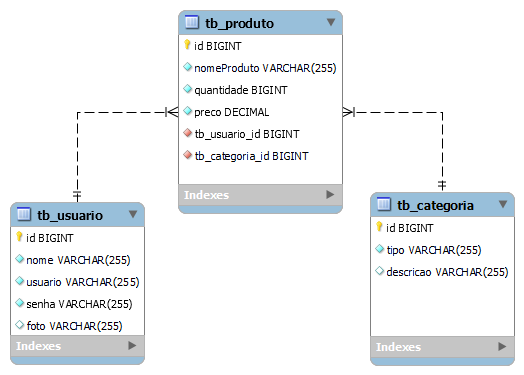 tb_produto
id BIGINT
nomeProduto VARCHAR(255)
quantidade BIGINT
preco DECIMAL
tb_usuario_id BIGINT
tb_categoria_id BIGINT
Indexes
tb_usuario
id BIGINT
nome VARCHAR(255)
usuario VARCHAR(255)
senha VARCHAR(255)
foto VARCHAR(255)
Indexes
tb_categoria
id BIGINT
tipo VARCHAR(255)
descricao VARCHAR(255)
Indexes